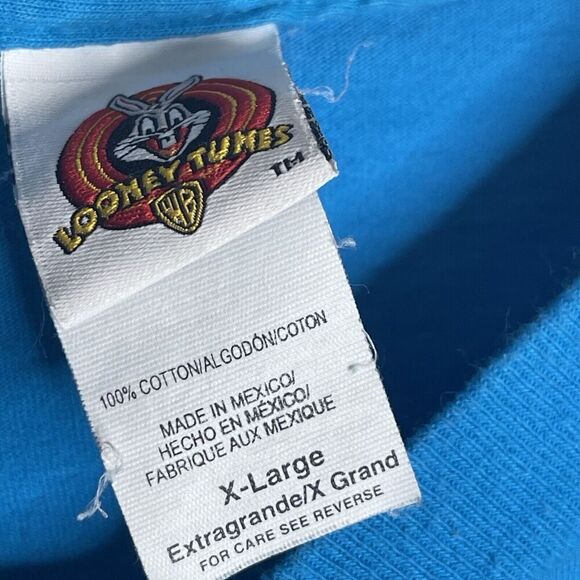 LOONEY TUNES
TM
WB
100% COTTON/ALGODÓN/COTON
MADE IN MEXICO/
HECHO EN MÉXICO/
FABRIQUE AUX MEXIQUE
X-Large
Extragrande/X Grand
FOR CARE SEE REVERSE